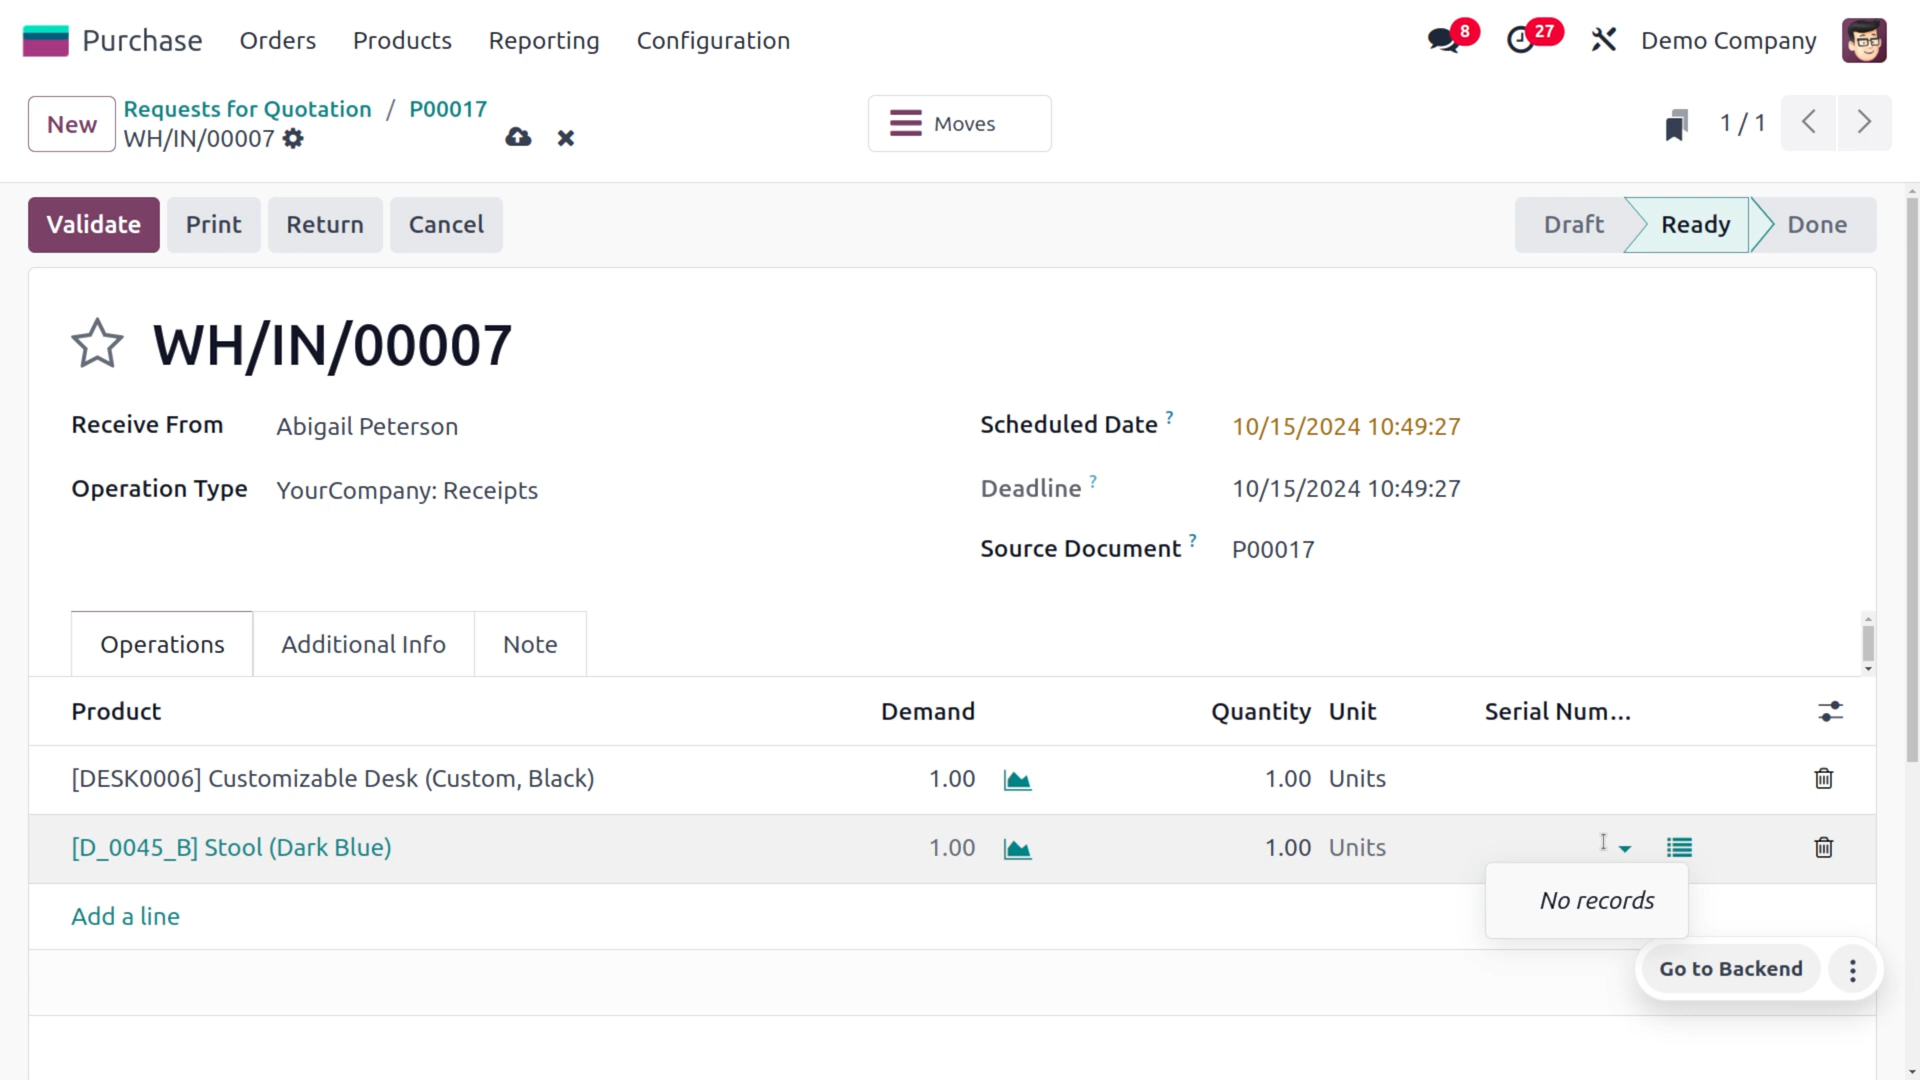 Purchase
Orders
Products
Reporting
Configuration
8
27
Demo Company
New
Requests for Quotation / P00017
WH/IN/00007
Moves
1 / 1
Validate
Print
Return
Cancel
Draft
Ready
Done
WH/IN/00007
Receive From
Abigail Peterson
Scheduled Date ?
10/15/2024 10:49:27
Operation Type
YourCompany: Receipts
Deadline ?
10/15/2024 10:49:27
Source Document ?
P00017
Operations
Additional Info
Note
Product
Demand
Quantity
Unit
Serial Num...
[DESK0006] Customizable Desk (Custom, Black)
1.00
1.00
Units
[D_0045_B] Stool (Dark Blue)
1.00
1.00
Units
No records
Add a line
Go to Backend